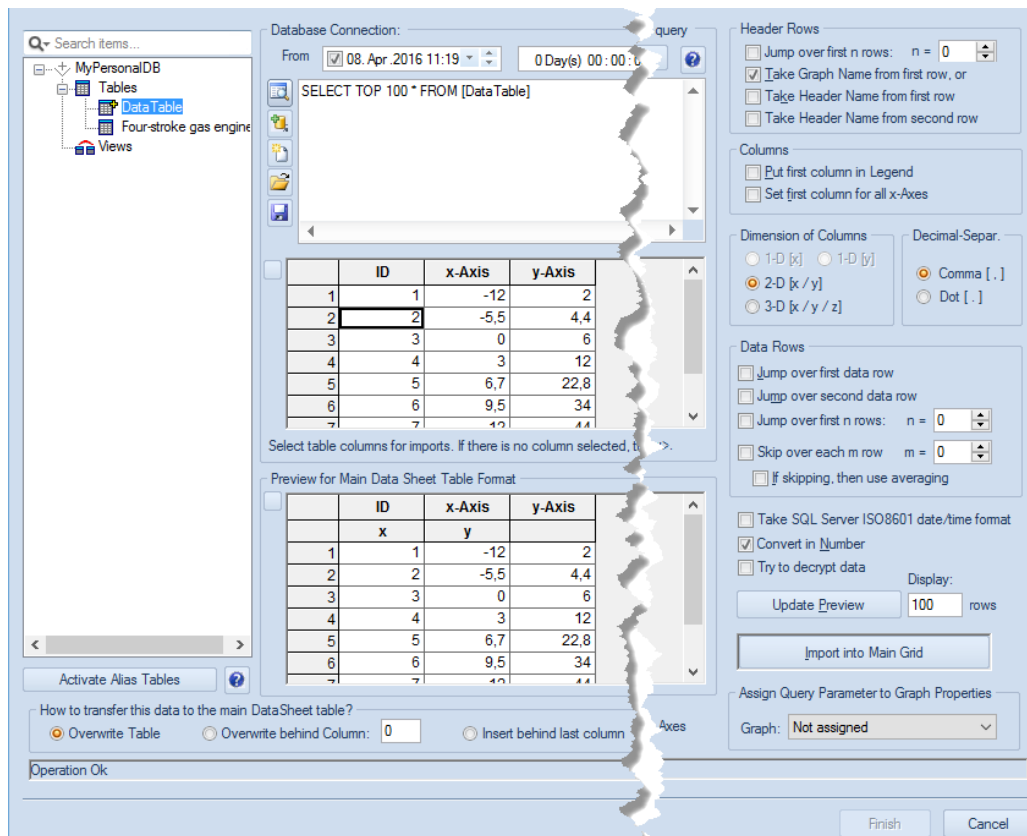 Search items...
MyPersonalDB
Tables
DataTable
Four-stroke gas engine
Views
Activate Alias Tables
Database Connection:
query
From 08. Apr .2016 11:19 0 Day(s) 00 : 00 :
SELECT TOP 100 * FROM [DataTable]
ID x-Axis y-Axis
1 1 -12 2
2 2 -5,5 4,4
3 3 0 6
4 4 3 12
5 5 6,7 22,8
6 6 9,5 34
7 7 12 44
Select table columns for imports. If there is no column selected,
Preview for Main Data Sheet Table Format
ID x-Axis y-Axis
x y
1 1 -12 2
2 2 -5,5 4,4
3 3 0 6
4 4 3 12
5 5 6,7 22,8
6 6 9,5 34
7 7 12 44
How to transfer this data to the main DataSheet table?
Overwrite Table Overwrite behind Column: 0 Insert behind last column
Axes
Operation Ok
Header Rows
Jump over first n rows: n = 0
Take Graph Name from first row, or
Take Header Name from first row
Take Header Name from second row
Columns
Put first column in Legend
Set first column for all x-Axes
Dimension of Columns
1-D [x] 1-D [y]
2-D [x / y]
3-D [x / y / z]
Decimal-Separ.
Comma [ , ]
Dot [ . ]
Data Rows
Jump over first data row
Jump over second data row
Jump over first n rows: n = 0
Skip over each m row m = 0
If skipping, then use averaging
Take SQL Server ISO8601 date/time format
Convert in Number
Try to decrypt data
Display:
Update Preview 100 rows
Import into Main Grid
Assign Query Parameter to Graph Properties
Graph: Not assigned
Finish Cancel